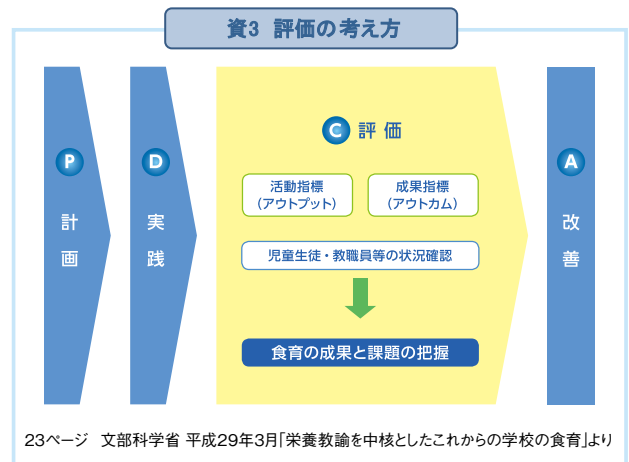 資3 評価の考え方
P
計画
D
実践
C 評価
活動指標
(アウトプット)
成果指標
(アウトカム)
児童生徒・教職員等の状況確認
食育の成果と課題の把握
A
改善
23ページ 文部科学省 平成29年3月「栄養教諭を中核としたこれからの学校の食育」より